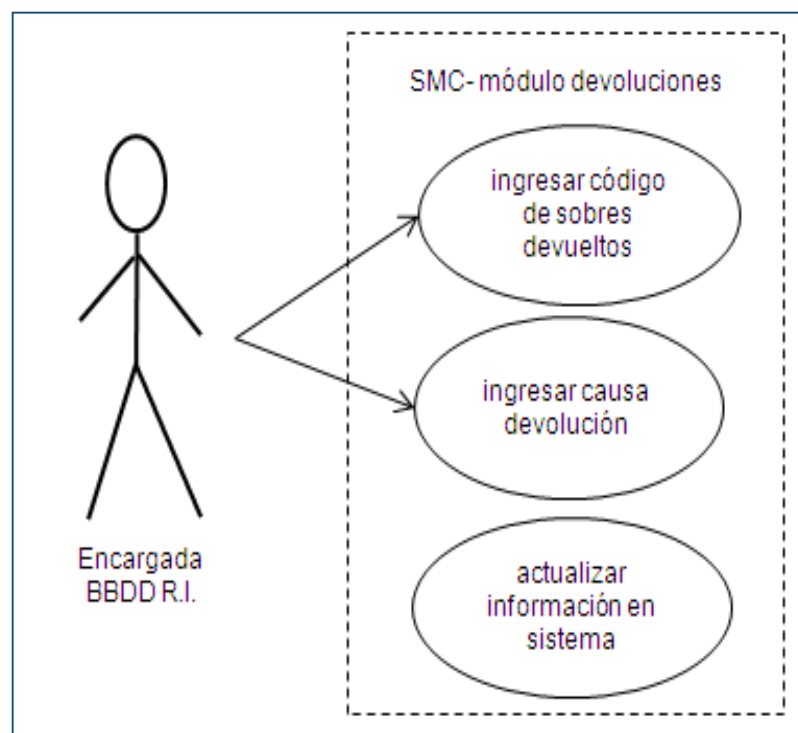 SMC- módulo devoluciones
ingresar código
de sobres
devueltos
ingresar causa
devolución
actualizar
información en
sistema
Encargada
BBDD R.I.